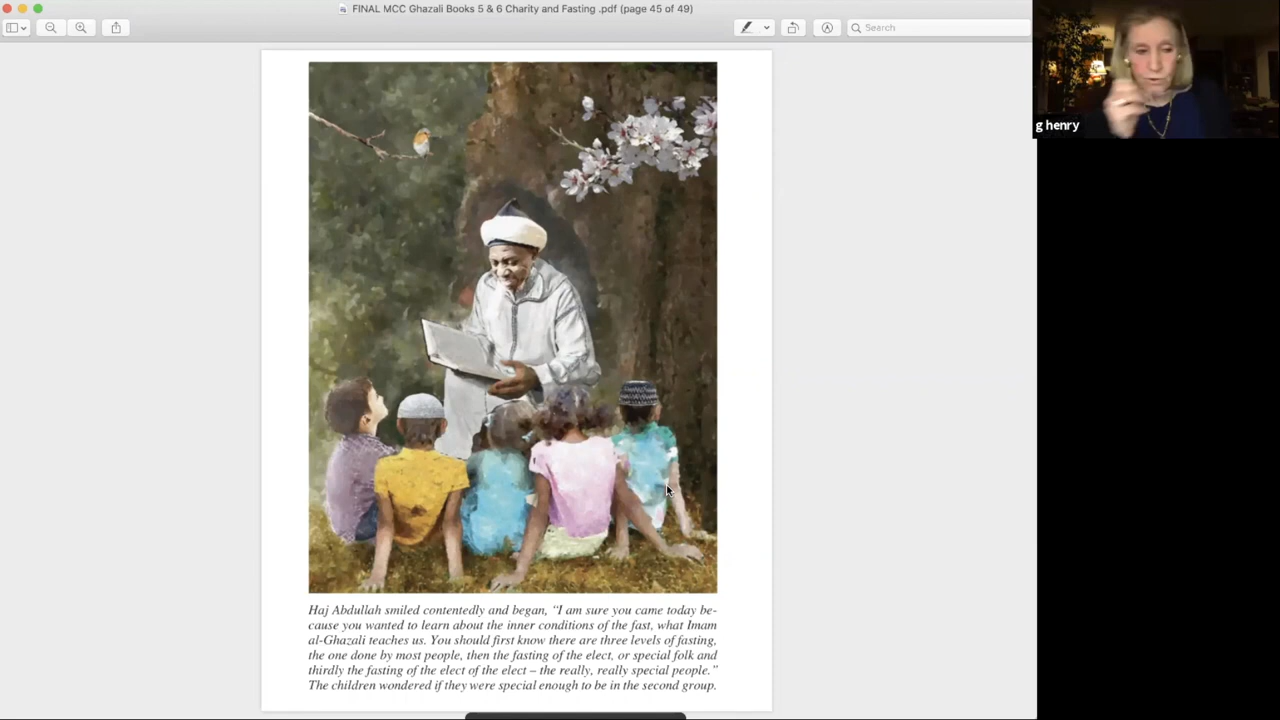 FINAL MCC Ghazali Books 5 & 6 Charity and Fasting .pdf (page 45 of 49)
Search
g henry
Haj Abdullah smiled contentedly and began, “I am sure you came today be-
cause you wanted to learn about the inner conditions of the fast, what Imam
al-Ghazali teaches us. You should first know there are three levels of fasting,
the one done by most people, then the fasting of the elect, or special folk and
thirdly the fasting of the elect of the elect – the really, really special people.”
The children wondered if they were special enough to be in the second group.